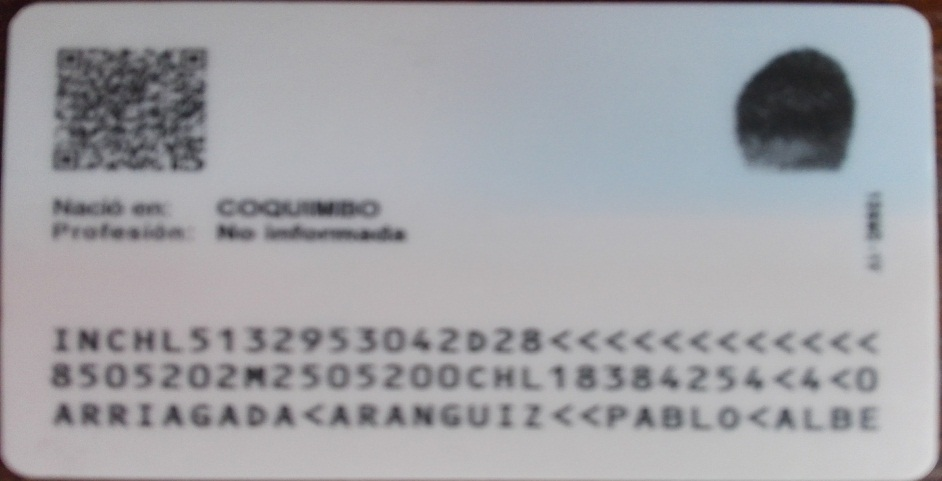 Nació en: COQUIMBO
Profesión: No informada
INCHL5132953042D28<<<<<<<<<<<<
8505202M2505200CHL18384254<4<0
ARRIAGADA<ARANGUIZ<<PABLO<ALBE